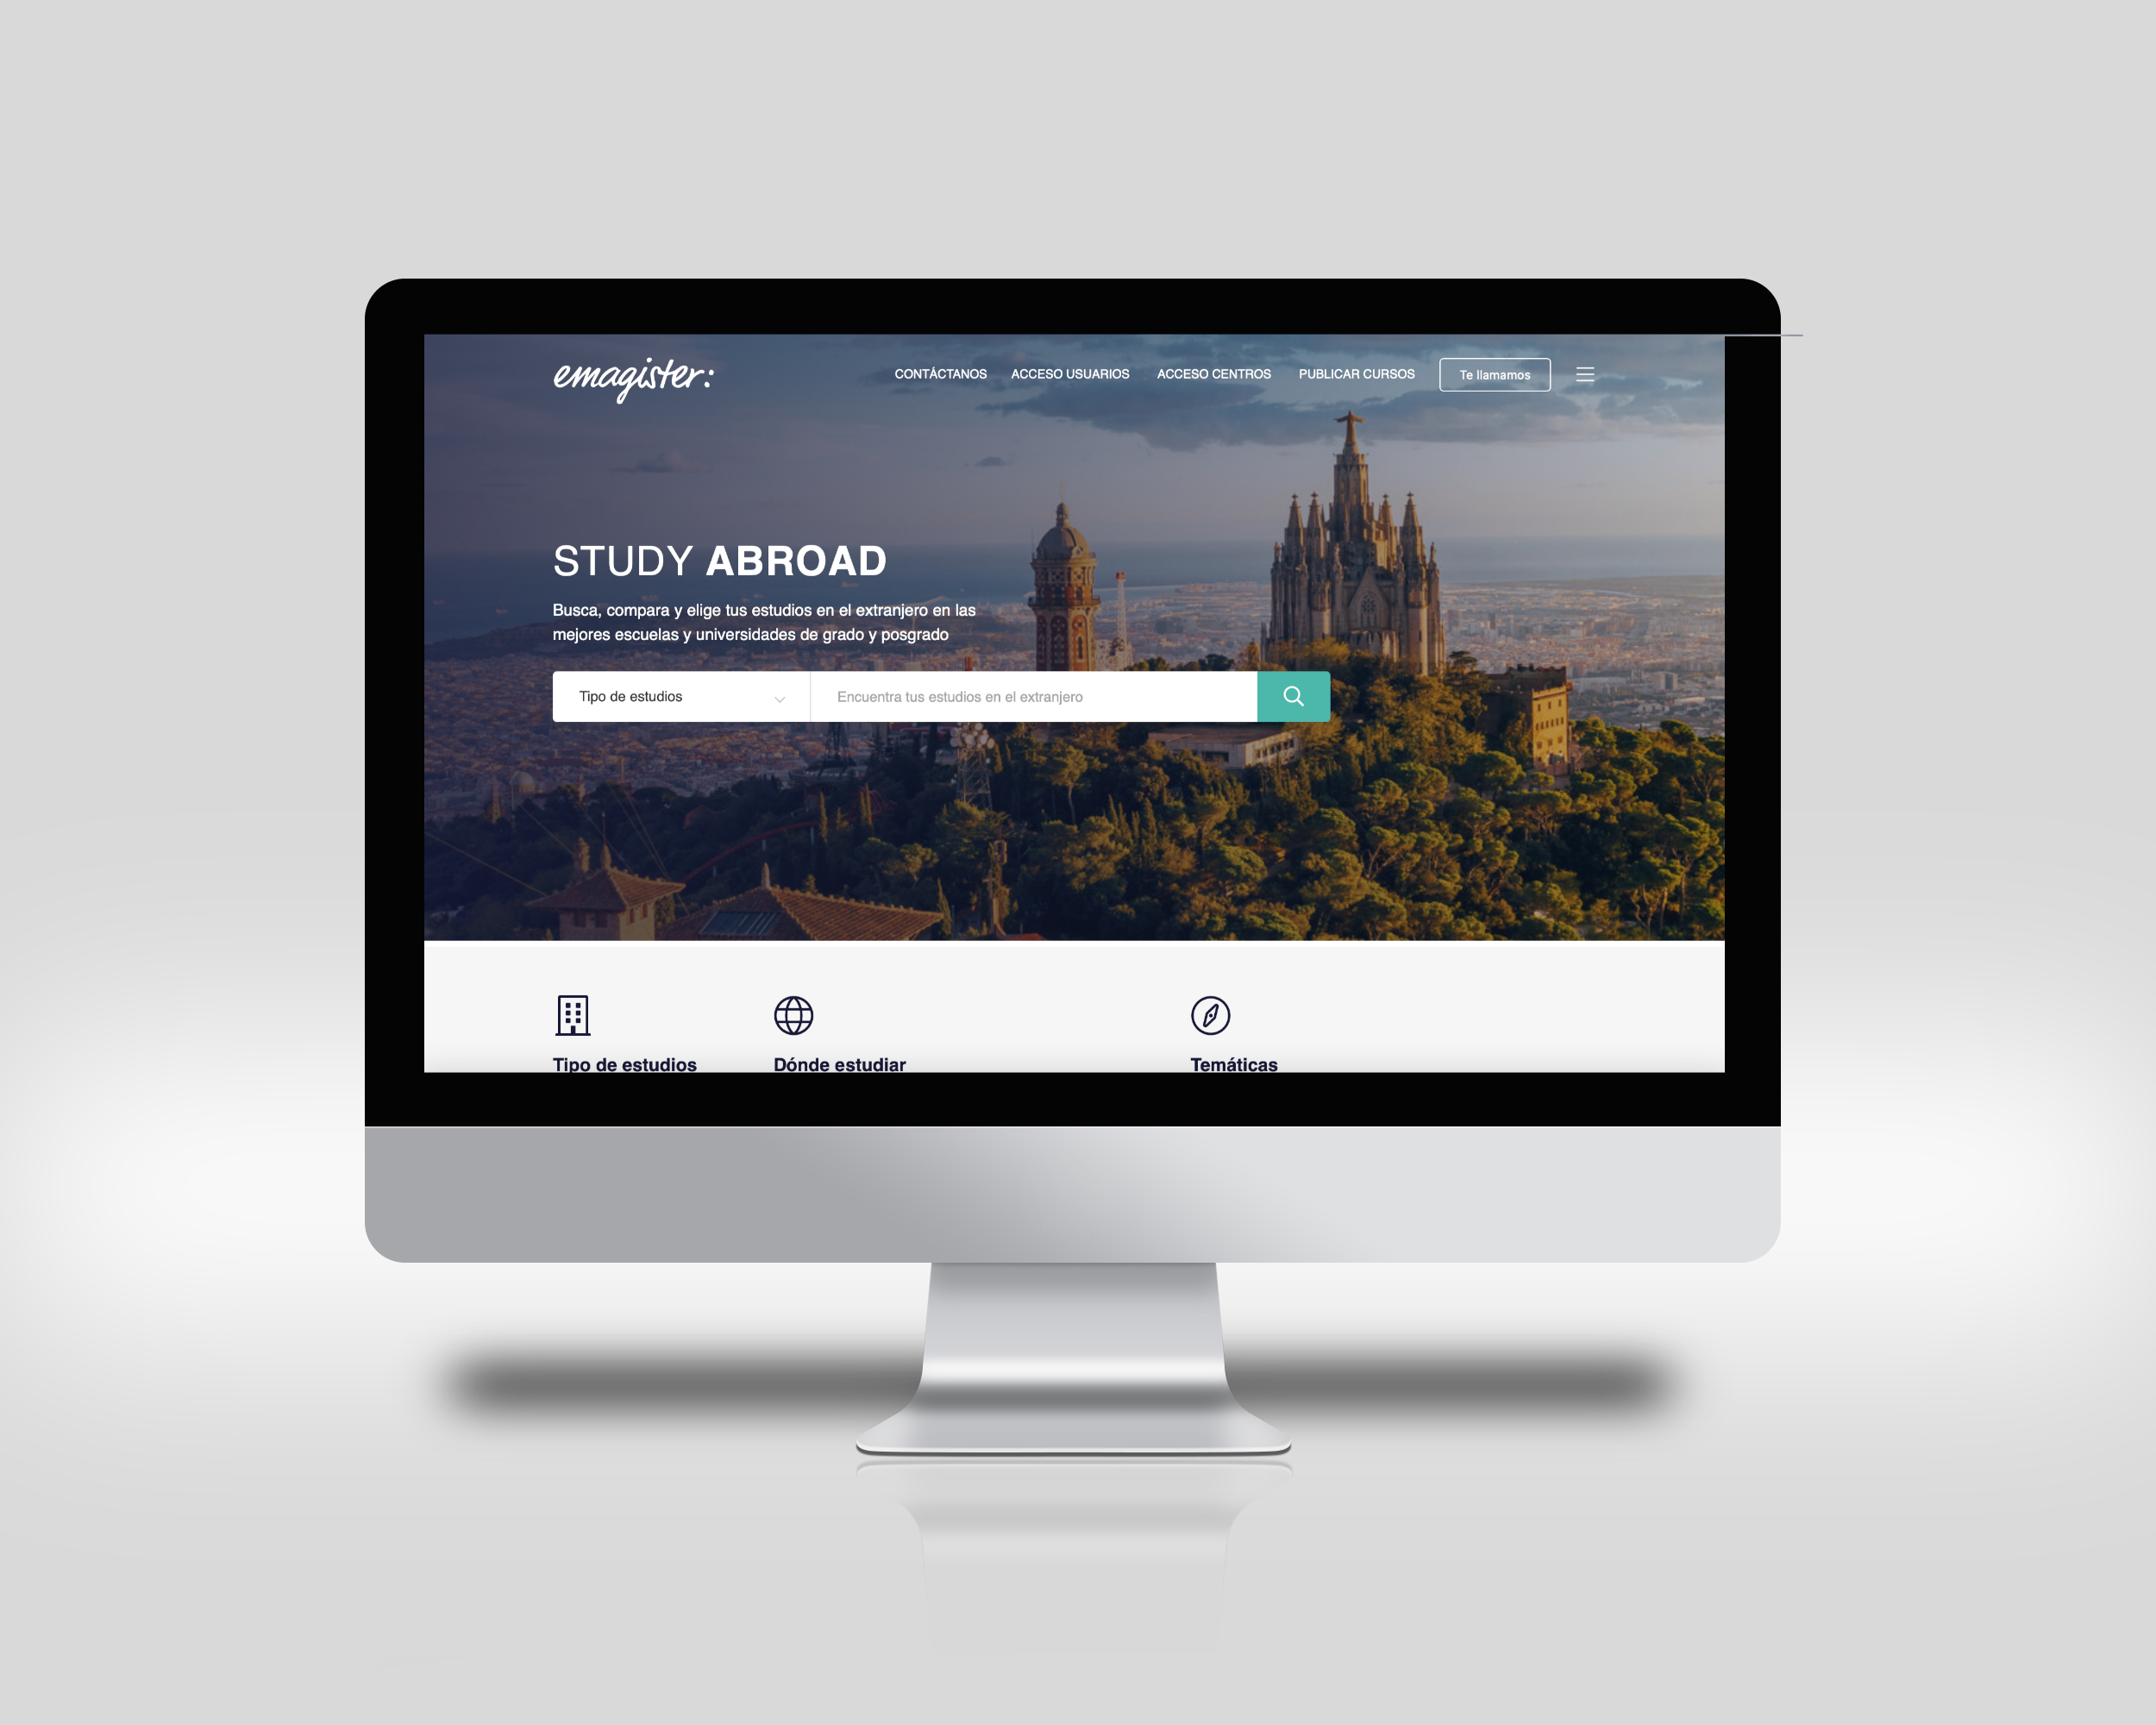 emagister:
CONTÁCTANOS ACCESO USUARIOS ACCESO CENTROS PUBLICAR CURSOS Te llamamos
STUDY ABROAD
Busca, compara y elige tus estudios en el extranjero en las
mejores escuelas y universidades de grado y posgrado
Tipo de estudios Encuentra tus estudios en el extranjero
Tipo de estudios Dónde estudiar Temáticas